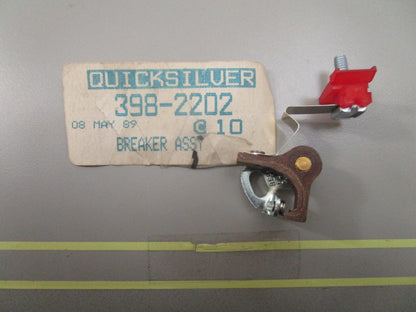 QUICKSILVER
398-2202
08 MAY 89 © 10
BREAKER ASSY